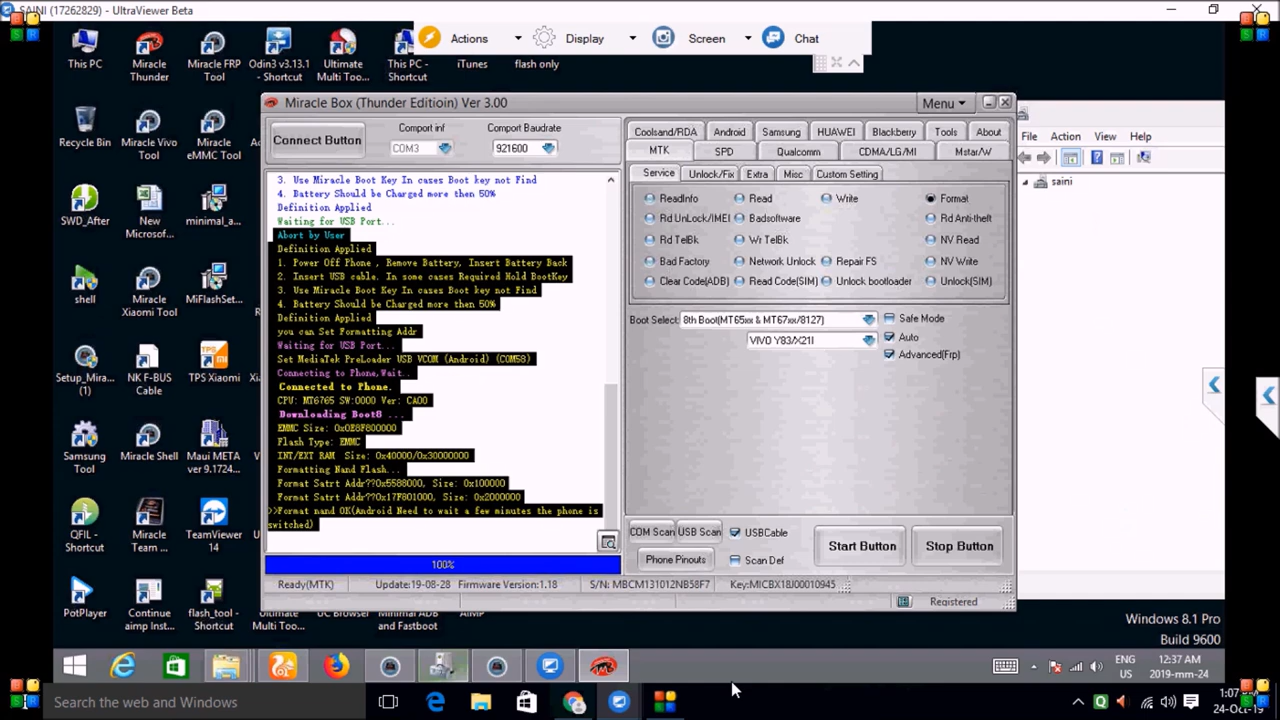 SAINI (17262829) - UltraViewer Beta
Actions
Display
Screen
Chat
This PC
Miracle Thunder
Miracle FRP Tool
Odin3 v3.13.1 - Shortcut
Ultimate Multi Too...
This PC - Shortcut
iTunes
flash only
Recycle Bin
Miracle Vivo Tool
Miracle eMMC Tool
SWD_After
New Microsof...
minimal_a...
shell
Miracle Xiaomi Tool
MiFlashSet...
Setup_Mira... (1)
NK F-BUS Cable
TPS Xiaomi
Samsung Tool
Miracle Shell
Maui META ver 9.1724...
QFIL - Shortcut
Miracle Team ...
TeamViewer 14
PotPlayer
Continue aimp Inst...
flash_tool - Shortcut
Ultimate Multi Too...
UC Browser
Minimal ADB and Fastboot
AIMP
Miracle Box (Thunder Editioin) Ver 3.00
Menu
Connect Button
Comport inf
COM3
Comport Baudrate
921600
3. Use Miracle Boot Key In cases Boot key not Find
4. Battery Should be Charged more then 50%
Definition Applied
Waiting for USB Port...
Abort by User
Definition Applied
1. Power Off Phone , Remove Battery, Insert Battery Back
2. Insert USB cable. In some cases Required Hold BootKey
3. Use Miracle Boot Key In cases Boot key not Find
4. Battery Should be Charged more then 50%
Definition Applied
you can Set Formatting Addr
Waiting for USB Port...
Set MediaTek PreLoader USB VCOM (Android) (COM58)
Connecting to Phone,Wait..
Connected to Phone.
CPU: MT6765 SW:0000 Ver: CA00
Downloading Boot8 ...
EMMC Size: 0x0E8F800000
Flash Type: EMMC
INT/EXT RAM Size: 0x40000/0x30000000
Formatting Nand Flash...
Format Satrt Addr??0x5588000, Size: 0x100000
Format Satrt Addr??0x17F801000, Size: 0x2000000
>>Format nand OK(Android Need to wait a few minutes the phone is
switched)
100%
Coolsand/RDA
Android
Samsung
HUAWEI
Blackberry
Tools
About
MTK
SPD
Qualcomm
CDMA/LG/MI
Mstar/W
Service
Unlock/Fix
Extra
Misc
Custom Setting
ReadInfo
Read
Write
Format
Rd UnLock/IMEI
Badsoftware
Rd Anti-theft
Rd TelBk
Wr TelBk
NV Read
Bad Factory
Network Unlock
Repair FS
NV Write
Clear Code(ADB)
Read Code(SIM)
Unlock bootloader
Unlock(SIM)
Boot Select:
8th Boot(MT65xx & MT67xx/8127)
Safe Mode
VIVO Y83/X21I
Auto
Advanced(Frp)
COM Scan
USB Scan
USBCable
Start Button
Stop Button
Phone Pinouts
Scan Def
Ready(MTK)
Update:19-08-28
Firmware Version:1.18
S/N: MBCM131012NB58F7
Key:MICBX18J00010945
Registered
File
Action
View
Help
saini
Windows 8.1 Pro
Build 9600
ENG
US
12:37 AM
2019-mm-24
Search the web and Windows
24-Oct-19